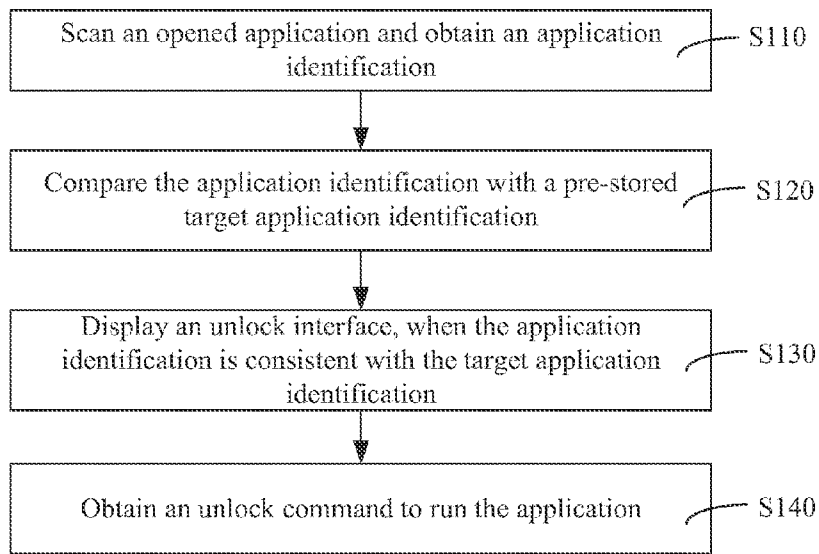 Scan an opened application and obtain an application
identification
S110
Compare the application identification with a pre-stored
target application identification
S120
Display an unlock interface, when the application
identification is consistent with the target application
identification
S130
Obtain an unlock command to run the application
S140